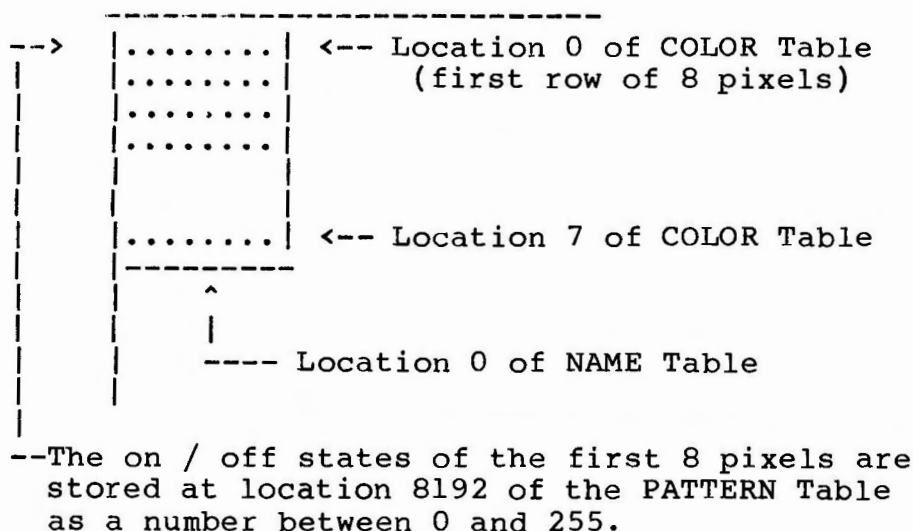 --> |........| <-- Location 0 of COLOR Table
(first row of 8 pixels)
|........|
|........|
|........|
|........| <-- Location 7 of COLOR Table
^
|
---- Location 0 of NAME Table
--The on / off states of the first 8 pixels are
stored at location 8192 of the PATTERN Table
as a number between 0 and 255.